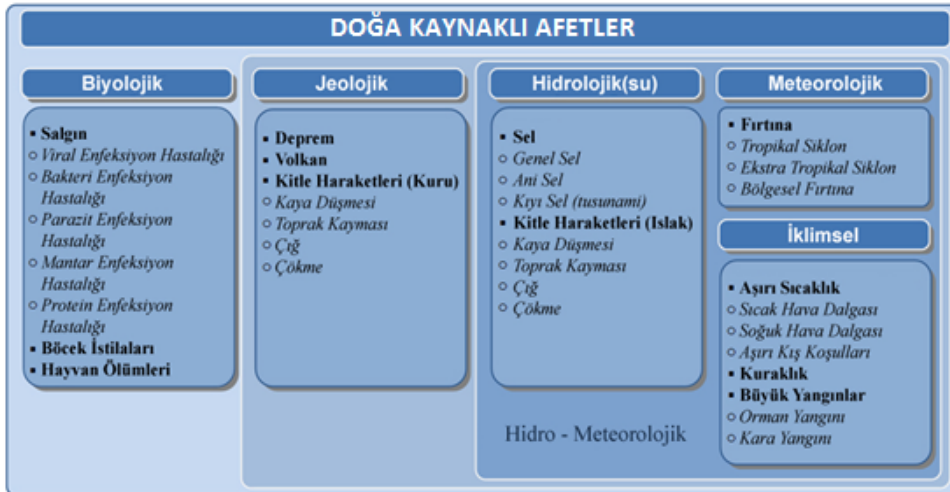 DOĞA KAYNAKLI AFETLER
Biyolojik
▪ Salgın
○ Viral Enfeksiyon Hastalığı
○ Bakteri Enfeksiyon
Hastalığı
○ Parazit Enfeksiyon
Hastalığı
○ Mantar Enfeksiyon
Hastalığı
○ Protein Enfeksiyon
Hastalığı
▪ Böcek İstilaları
▪ Hayvan Ölümleri
Jeolojik
▪ Deprem
▪ Volkan
▪ Kitle Haraketleri (Kuru)
○ Kaya Düşmesi
○ Toprak Kayması
○ Çığ
○ Çökme
Hidrolojik(su)
▪ Sel
○ Genel Sel
○ Ani Sel
○ Kıyı Sel (tusunami)
▪ Kitle Haraketleri (Islak)
○ Kaya Düşmesi
○ Toprak Kayması
○ Çığ
○ Çökme
Meteorolojik
▪ Fırtına
○ Tropikal Siklon
○ Ekstra Tropikal Siklon
○ Bölgesel Fırtına
İklimsel
▪ Aşırı Sıcaklık
○ Sıcak Hava Dalgası
○ Soğuk Hava Dalgası
○ Aşırı Kış Koşulları
▪ Kuraklık
▪ Büyük Yangınlar
○ Orman Yangını
○ Kara Yangını
Hidro - Meteorolojik